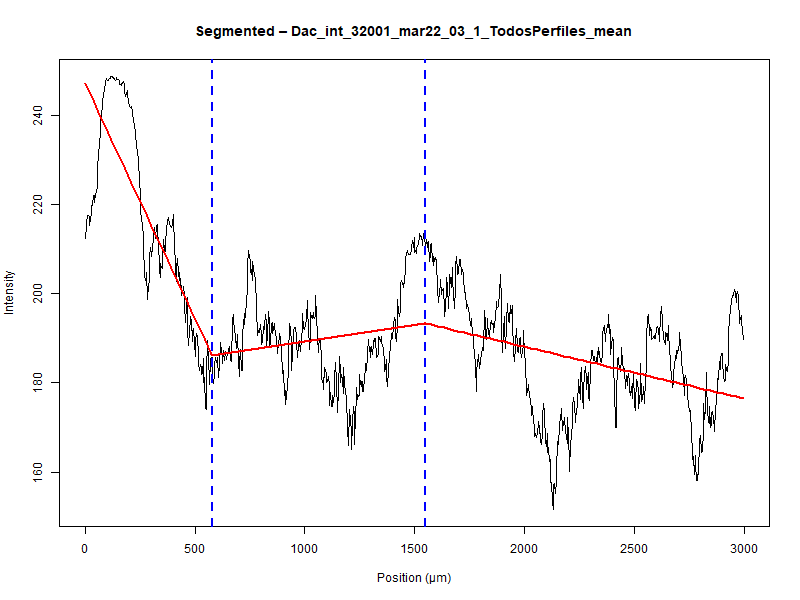 Segmented – Dac_int_32001_mar22_03_1_TodosPerfiles_mean
Intensity
240
220
200
180
160
0 500 1000 1500 2000 2500 3000
Position (µm)